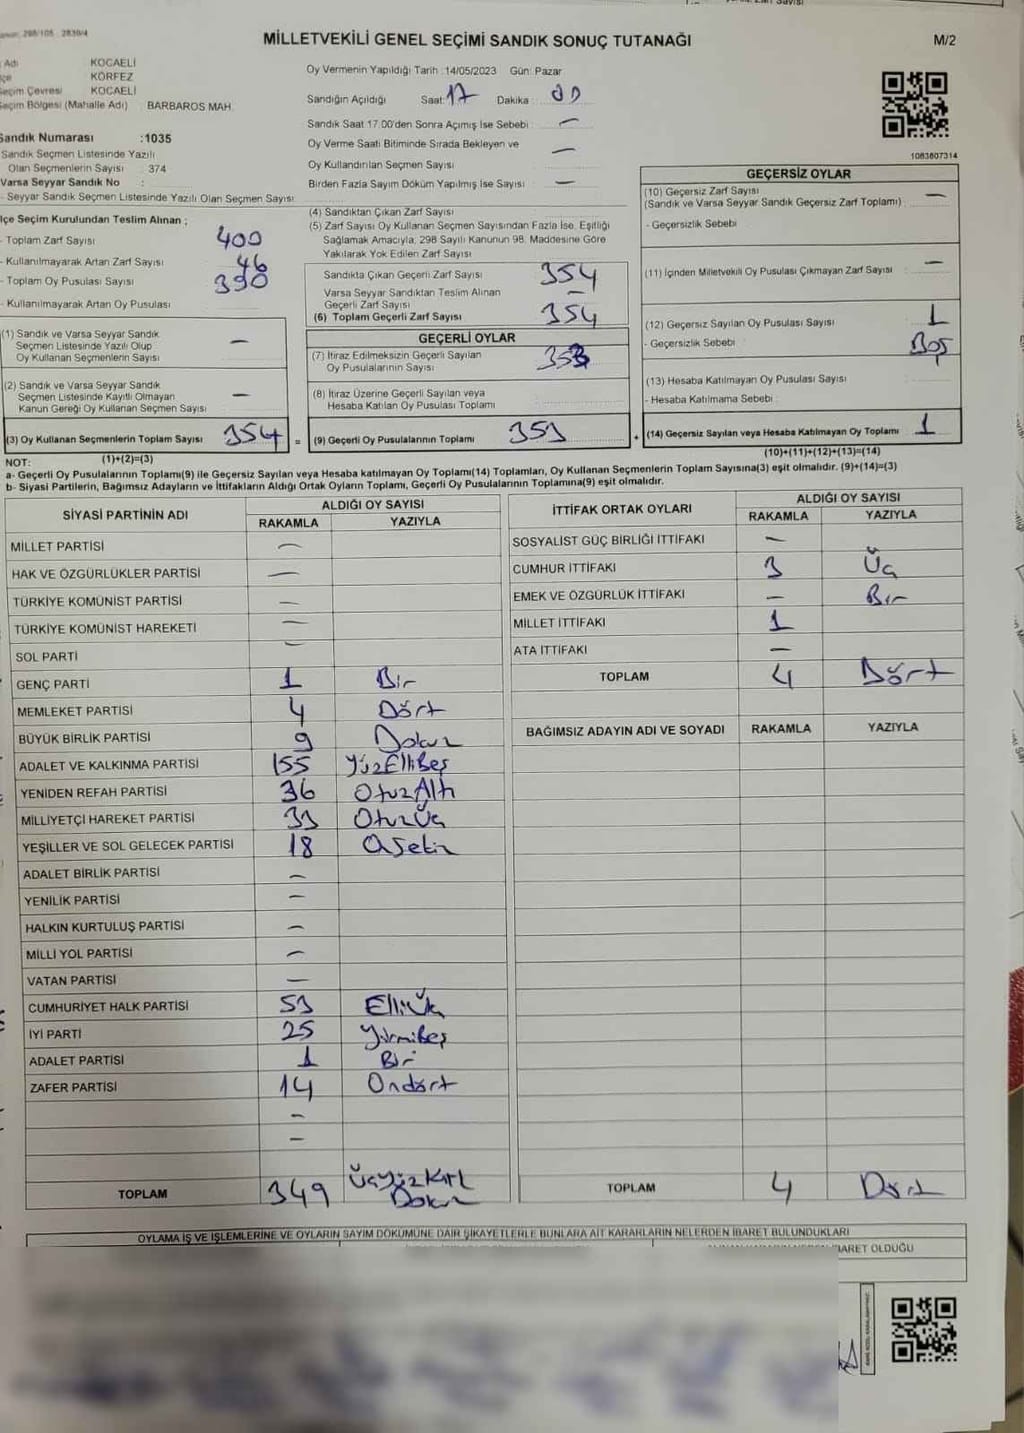 MİLLETVEKİLİ GENEL SEÇİMİ SANDIK SONUÇ TUTANAĞI
M/2
Adı KOCAELİ
KÖRFEZ
Seçim Çevresi KOCAELİ
Seçim Bölgesi (Mahalle Adı) BARBAROS MAH.
Sandık Numarası :1035
Sandık Seçmen Listesinde Yazılı
Olan Seçmenlerin Sayısı : 374
Varsa Seyyar Sandık No :
- Seyyar Sandık Seçmen Listesinde Yazılı Olan Seçmen Sayısı :
Oy Vermenin Yapıldığı Tarih :14/05/2023 Gün: Pazar
Sandığın Açıldığı Saat: 17 Dakika : 00
Sandık Saat 17.00'den Sonra Açımış İse Sebebi : —
Oy Verme Saati Bitiminde Sırada Bekleyen ve
Oy Kullandırılan Seçmen Sayısı : —
Birden Fazla Sayım Döküm Yapılmış İse Sayısı : —
1083807314
İlçe Seçim Kurulundan Teslim Alınan ;
- Toplam Zarf Sayısı 400
- Kullanılmayarak Artan Zarf Sayısı 46
- Toplam Oy Pusulası Sayısı 390
- Kullanılmayarak Artan Oy Pusulası
(1) Sandık ve Varsa Seyyar Sandık
Seçmen Listesinde Yazılı Olup
Oy Kullanan Seçmenlerin Sayısı —
(2) Sandık ve Varsa Seyyar Sandık
Seçmen Listesinde Kayıtlı Olmayan
Kanun Gereği Oy Kullanan Seçmen Sayısı —
(3) Oy Kullanan Seçmenlerin Toplam Sayısı 354 =
(1)+(2)=(3)
(4) Sandıktan Çıkan Zarf Sayısı
(5) Zarf Sayısı Oy Kullanan Seçmen Sayısından Fazla İse, Eşitliği
Sağlamak Amacıyla; 298 Sayılı Kanunun 98. Maddesine Göre
Yakılarak Yok Edilen Zarf Sayısı
Sandıkta Çıkan Geçerli Zarf Sayısı 354
Varsa Seyyar Sandıktan Teslim Alınan
Geçerli Zarf Sayısı —
(6) Toplam Geçerli Zarf Sayısı 354
GEÇERLİ OYLAR
(7) İtiraz Edilmeksizin Geçerli Sayılan
Oy Pusulalarının Sayısı 353
(8) İtiraz Üzerine Geçerli Sayılan veya
Hesaba Katılan Oy Pusulası Toplamı
(9) Geçerli Oy Pusulalarının Toplamı 353 +
GEÇERSİZ OYLAR
(10) Geçersiz Zarf Sayısı
(Sandık ve Varsa Seyyar Sandık Geçersiz Zarf Toplamı) : —
- Geçersizlik Sebebi :
(11) İçinden Milletvekili Oy Pusulası Çıkmayan Zarf Sayısı : —
(12) Geçersiz Sayılan Oy Pusulası Sayısı : 1
- Geçersizlik Sebebi : Boş
(13) Hesaba Katılmayan Oy Pusulası Sayısı :
- Hesaba Katılmama Sebebi :
(14) Geçersiz Sayılan veya Hesaba Katılmayan Oy Toplamı 1
(10)+(11)+(12)+(13)=(14)
NOT:
a- Geçerli Oy Pusulalarının Toplamı(9) ile Geçersiz Sayılan veya Hesaba katılmayan Oy Toplamı(14) Toplamları, Oy Kullanan Seçmenlerin Toplam Sayısına(3) eşit olmalıdır. (9)+(14)=(3)
b- Siyasi Partilerin, Bağımsız Adayların ve İttifakların Aldığı Ortak Oyların Toplamı, Geçerli Oy Pusulalarının Toplamına(9) eşit olmalıdır.
SİYASİ PARTİNİN ADI ALDIĞI OY SAYISI
RAKAMLA YAZIYLA
MİLLET PARTİSİ —
HAK VE ÖZGÜRLÜKLER PARTİSİ —
TÜRKİYE KOMÜNİST PARTİSİ —
TÜRKİYE KOMÜNİST HAREKETİ —
SOL PARTİ —
GENÇ PARTİ 1 Bir
MEMLEKET PARTİSİ 4 Dört
BÜYÜK BİRLİK PARTİSİ 9 Dokuz
ADALET VE KALKINMA PARTİSİ 155 YüzElliBeş
YENİDEN REFAH PARTİSİ 36 OtuzAltı
MİLLİYETÇİ HAREKET PARTİSİ 33 OtuzÜç
YEŞİLLER VE SOL GELECEK PARTİSİ 18
ADALET BİRLİK PARTİSİ —
YENİLİK PARTİSİ —
HALKIN KURTULUŞ PARTİSİ —
MİLLİ YOL PARTİSİ —
VATAN PARTİSİ —
CUMHURİYET HALK PARTİSİ 53 ElliÜç
İYİ PARTİ 25 YirmiBeş
ADALET PARTİSİ 1 Bir
ZAFER PARTİSİ 14 Ondört
—
—
TOPLAM 349 ÜçyüzKırk
Dokuz
İTTİFAK ORTAK OYLARI ALDIĞI OY SAYISI
RAKAMLA YAZIYLA
SOSYALİST GÜÇ BİRLİĞİ İTTİFAKI —
CUMHUR İTTİFAKI 3 Üç
EMEK VE ÖZGÜRLÜK İTTİFAKI — Bir
MİLLET İTTİFAKI 1
ATA İTTİFAKI —
TOPLAM 4 Dört
BAĞIMSIZ ADAYIN ADI VE SOYADI RAKAMLA YAZIYLA
TOPLAM 4 Dört
OYLAMA İŞ VE İŞLEMLERİNE VE OYLARIN SAYIM DÖKÜMÜNE DAİR ŞİKAYETLERLE BUNLARA AİT KARARLARIN NELERDEN İBARET BULUNDUKLARI
İBARET OLDUĞU